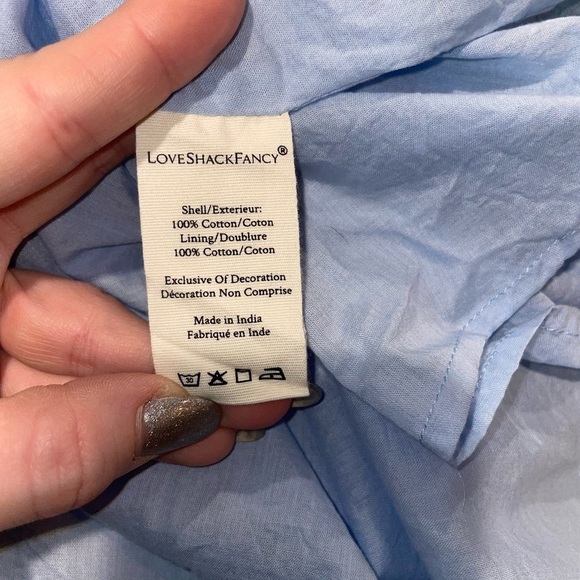 LoveShackFancy®
Shell/Exterieur:
100% Cotton/Coton
Lining/Doublure
100% Cotton/Coton
Exclusive Of Decoration
Décoration Non Comprise
Made in India
Fabriqué en Inde
30